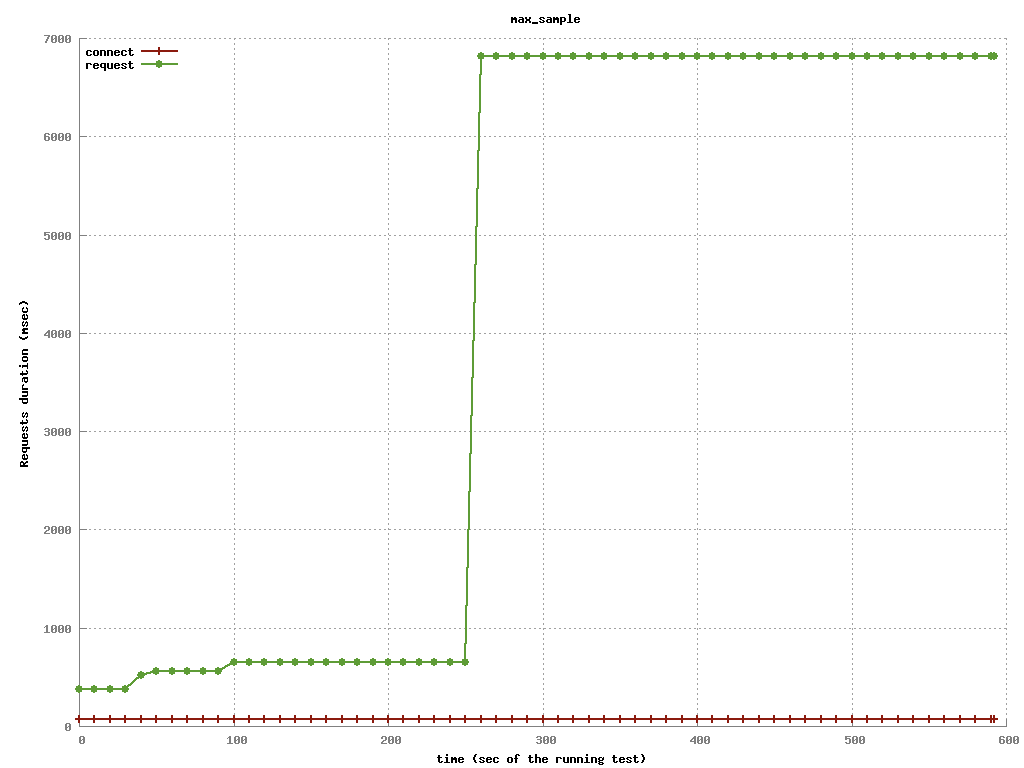 max_sample
7000
connect
request
6000
5000
4000
3000
2000
1000
0
0 100 200 300 400 500 600
Requests duration (msec)
time (sec of the running test)